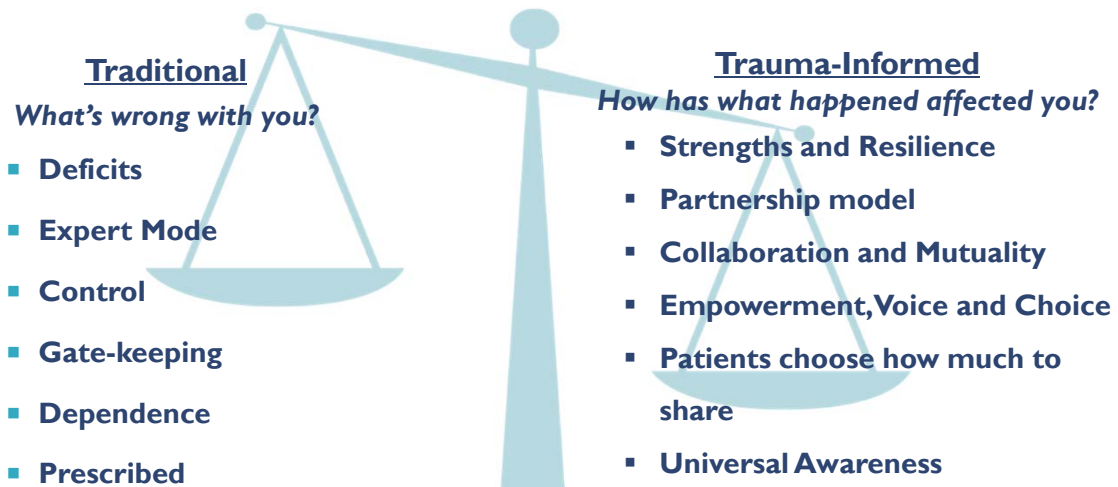 Traditional
What's wrong with you?
▪ Deficits
▪ Expert Mode
▪ Control
▪ Gate-keeping
▪ Dependence
▪ Prescribed
Trauma-Informed
How has what happened affected you?
▪ Strengths and Resilience
▪ Partnership model
▪ Collaboration and Mutuality
▪ Empowerment, Voice and Choice
▪ Patients choose how much to
share
▪ Universal Awareness